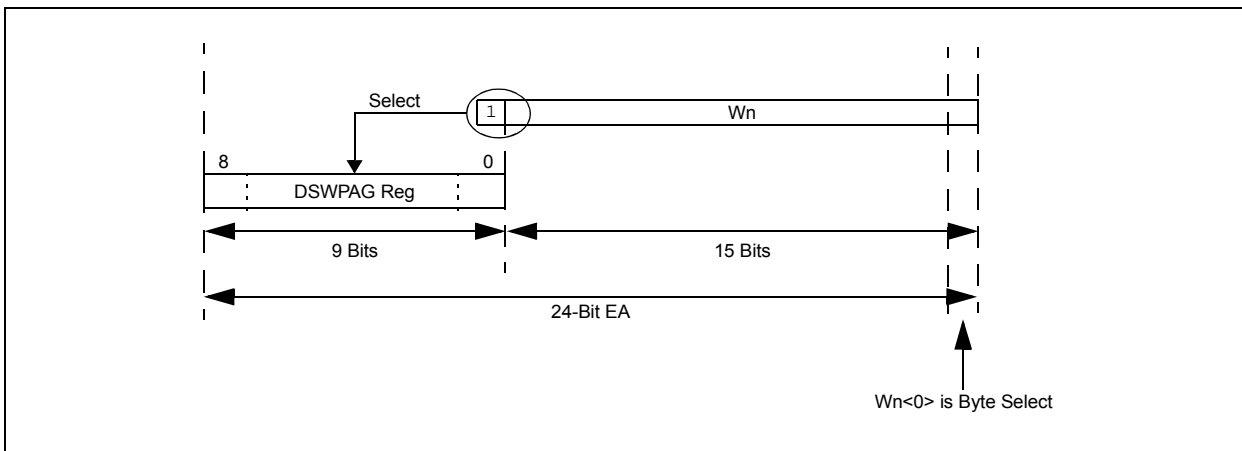 Select
1
Wn
8
0
DSWPAG Reg
9 Bits
15 Bits
24-Bit EA
Wn<0> is Byte Select